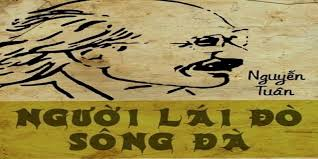 Nguyễn
Tuân
NGƯỜI LÁI ĐÒ
SÔNG ĐÀ